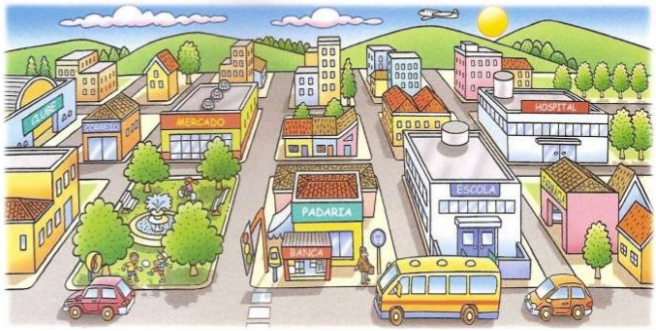 CLUBE
CORREIO
MERCADO
HOSPITAL
ESCOLA
PADARIA
BANCA